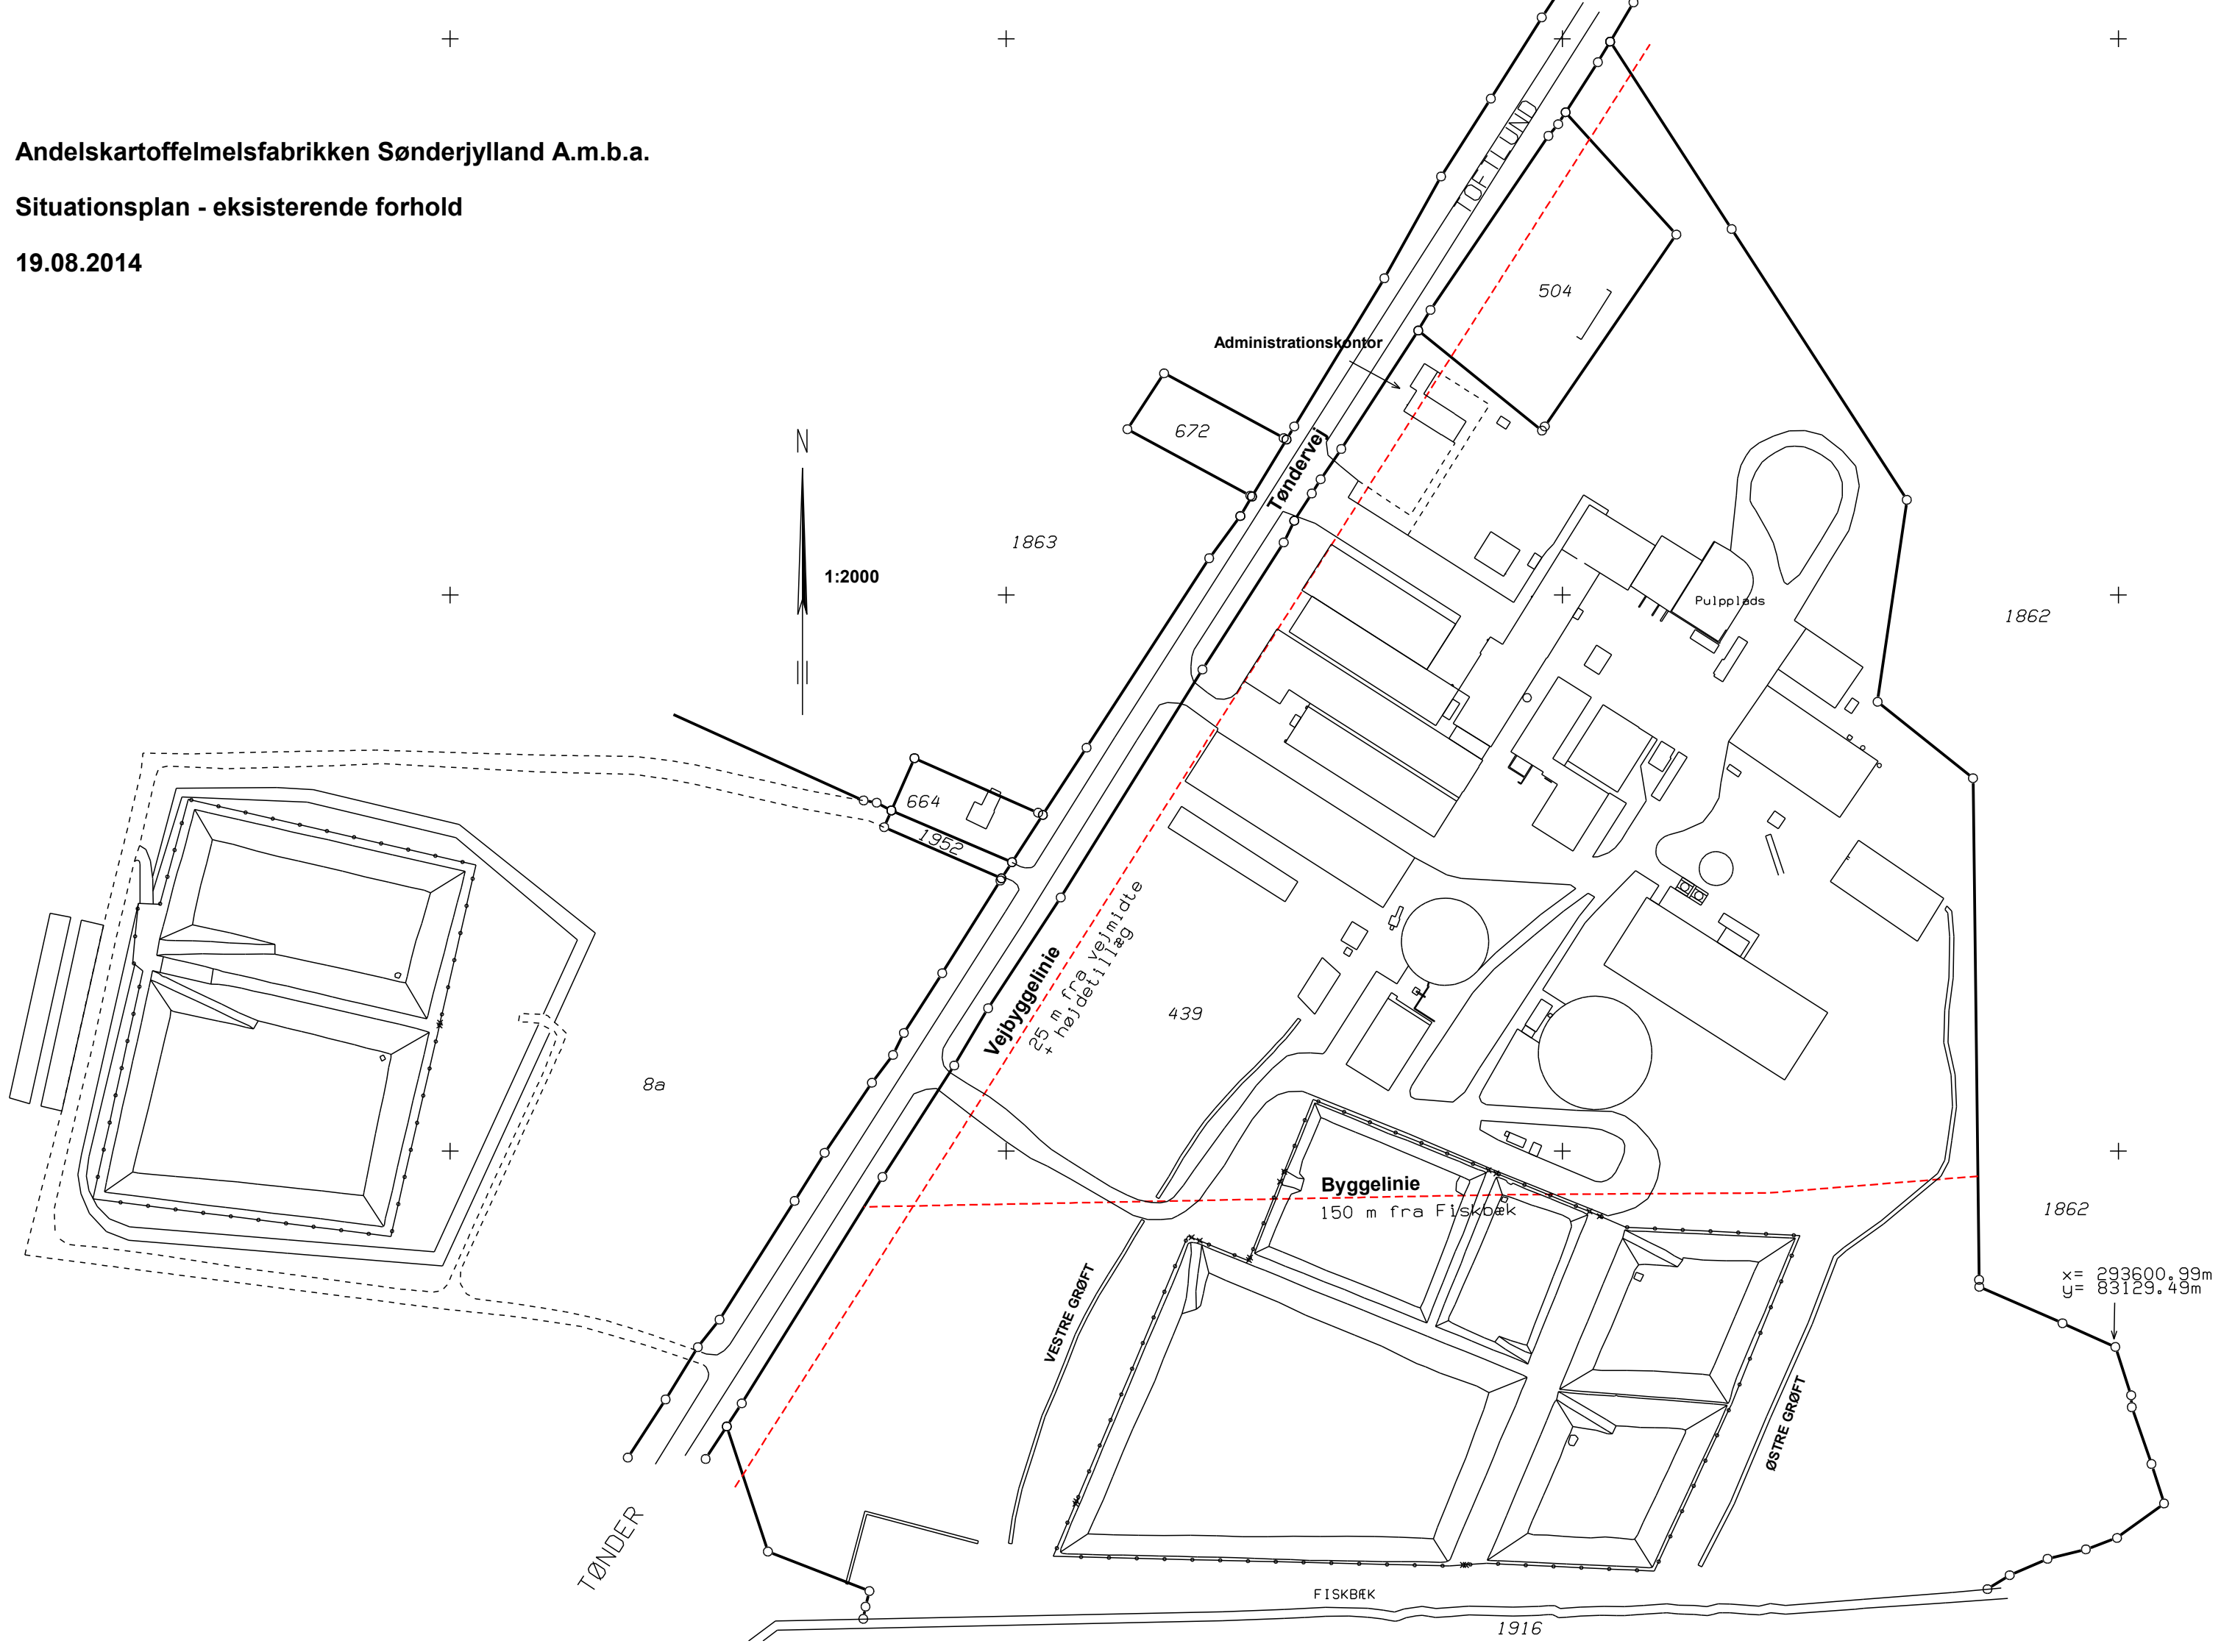 Andelskartoffelmelsfabrikken Sønderjylland A.m.b.a.
Situationsplan - eksisterende forhold
19.08.2014
TOFTLUND
504
Administrationskontor
672
Tøndervej
N
1863
1:2000
Pulpplads
1862
664
1952
Vejbyggelinie
25 m fra vejmidte
+ højdetillæg
439
8a
Byggelinie
150 m fra Fiskbæk
1862
x= 293600.99m
y= 83129.49m
VESTRE GRØFT
ØSTRE GRØFT
TØNDER
FISKBÆK
1916